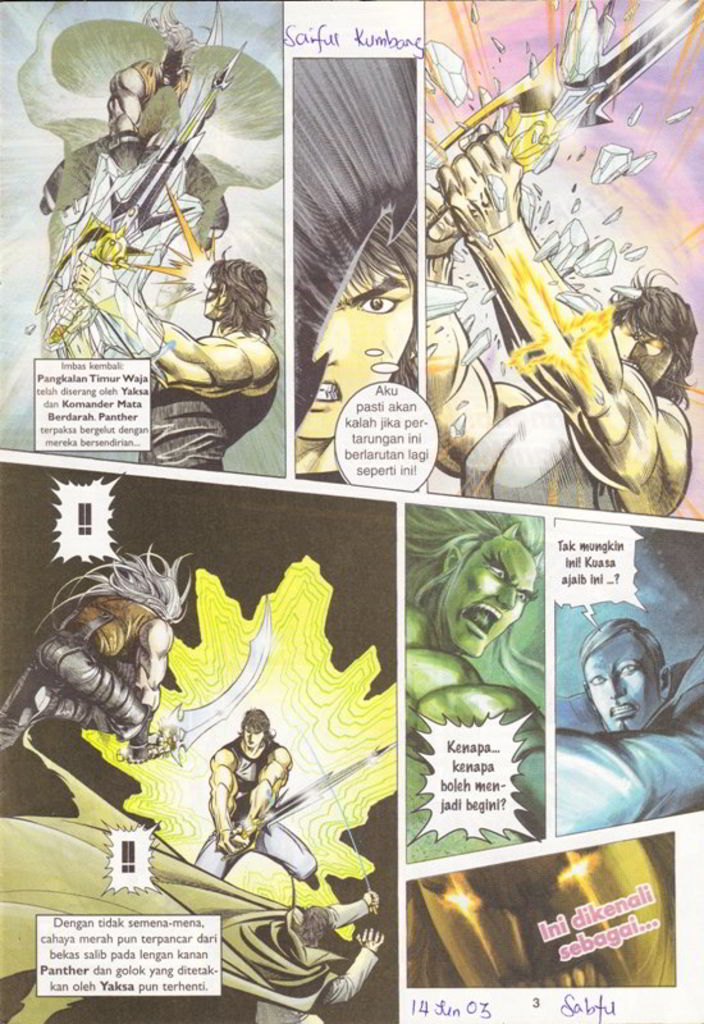 Saiful Kumbang
Imbas kembali:
Pangkalan Timur Waja
telah diserang oleh Yaksa
dan Komander Mata
Berdarah. Panther
terpaksa bergelut dengan
mereka bersendirian...
Aku
pasti akan
kalah jika per-
tarungan ini
berlarutan lagi
seperti ini!
!!
!!
Dengan tidak semena-mena,
cahaya merah pun terpancar dari
bekas salib pada lengan kanan
Panther dan golok yang ditetak-
kan oleh Yaksa pun terhenti.
Kenapa...
kenapa
boleh men-
jadi begini?
Tak mungkin
ini! Kuasa
ajaib ini ...?
Ini dikenali
sebagai...
14 Jun 03
3